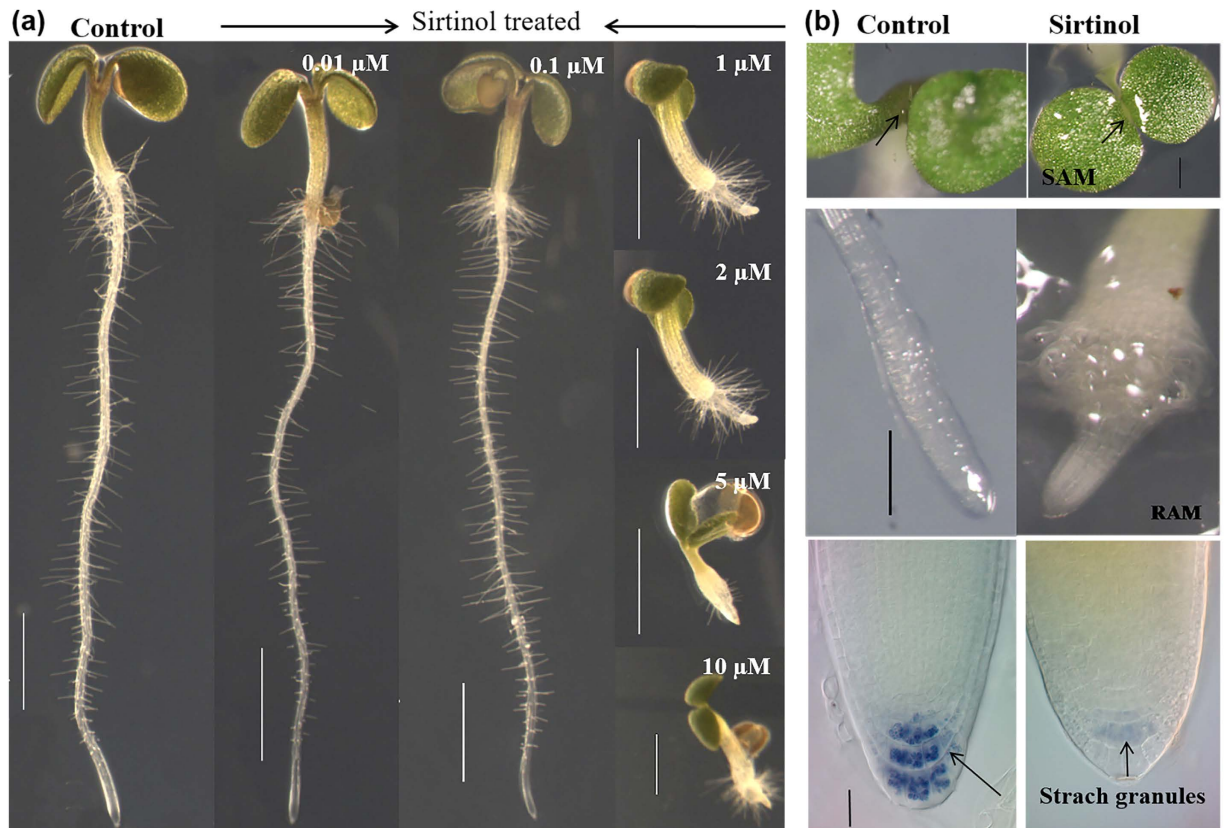 (a) Control Sirtinol treated
0.01 µM
0.1 µM
1 µM
2 µM
5 µM
10 µM
(b) Control Sirtinol
SAM
RAM
Strach granules